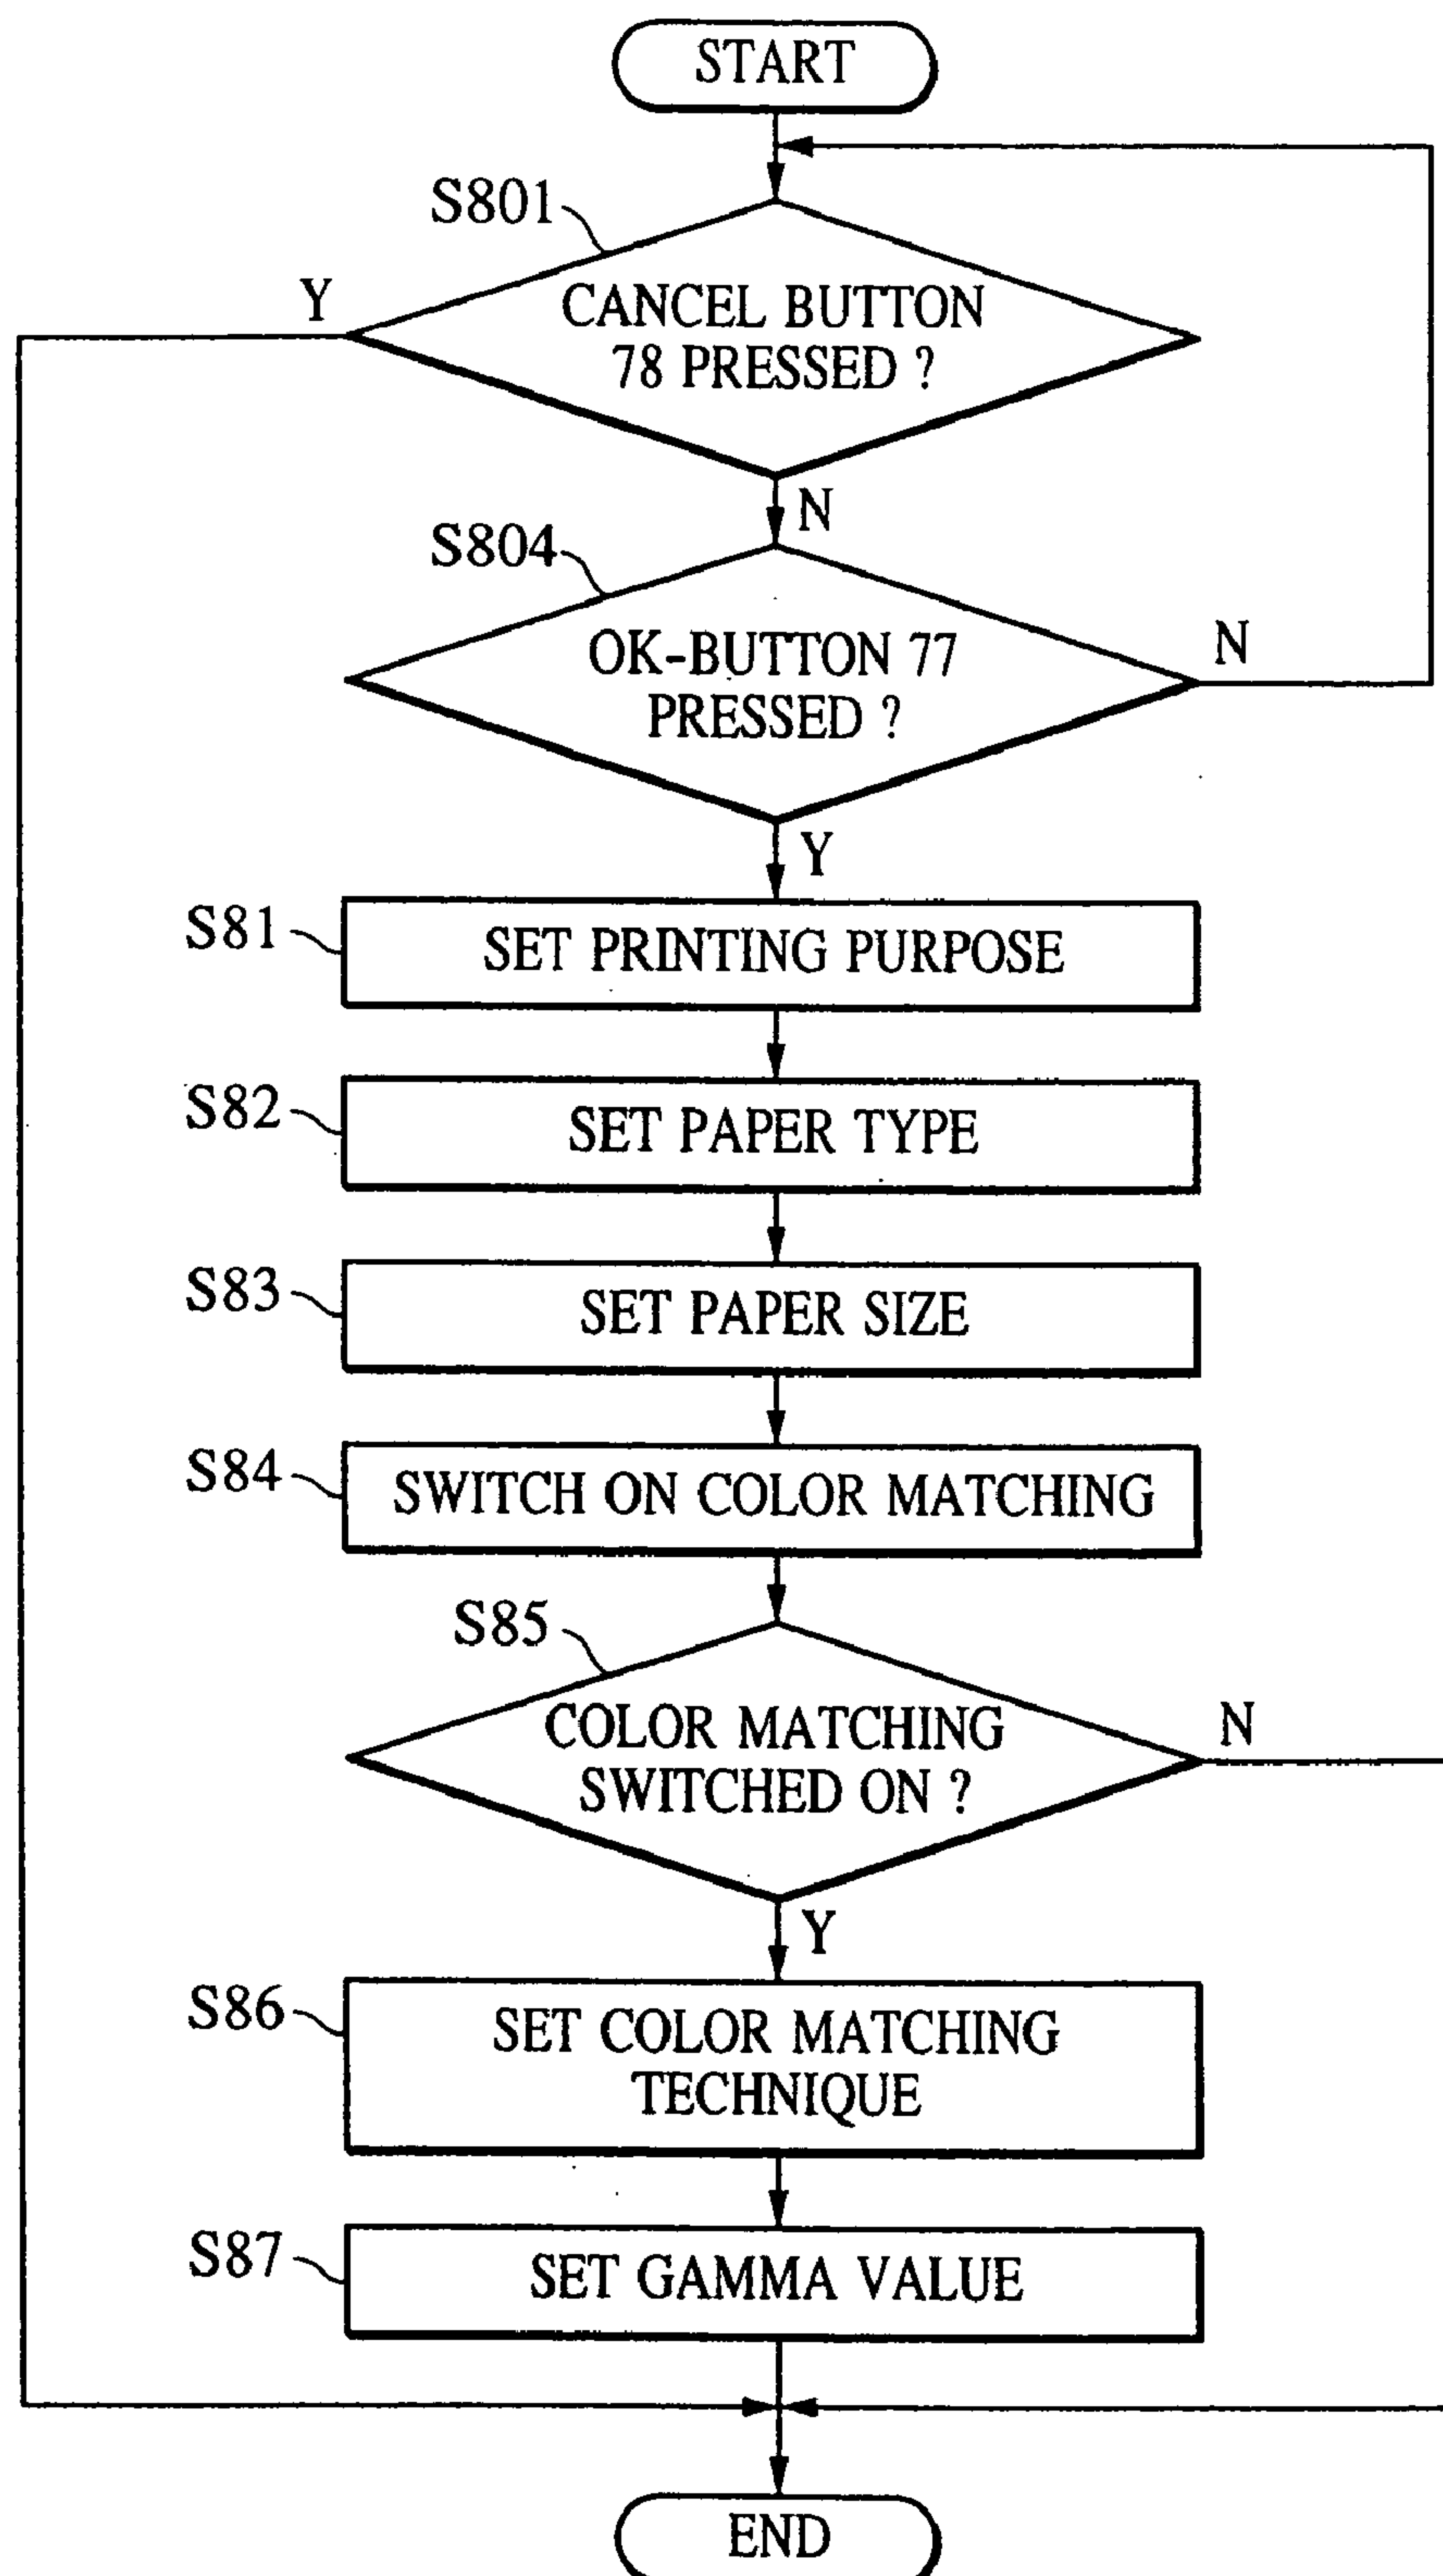 START
S801
Y
CANCEL BUTTON
78 PRESSED ?
N
S804
OK-BUTTON 77
PRESSED ?
N
Y
S81
SET PRINTING PURPOSE
S82
SET PAPER TYPE
S83
SET PAPER SIZE
S84
SWITCH ON COLOR MATCHING
S85
COLOR MATCHING
SWITCHED ON ?
N
Y
S86
SET COLOR MATCHING
TECHNIQUE
S87
SET GAMMA VALUE
END